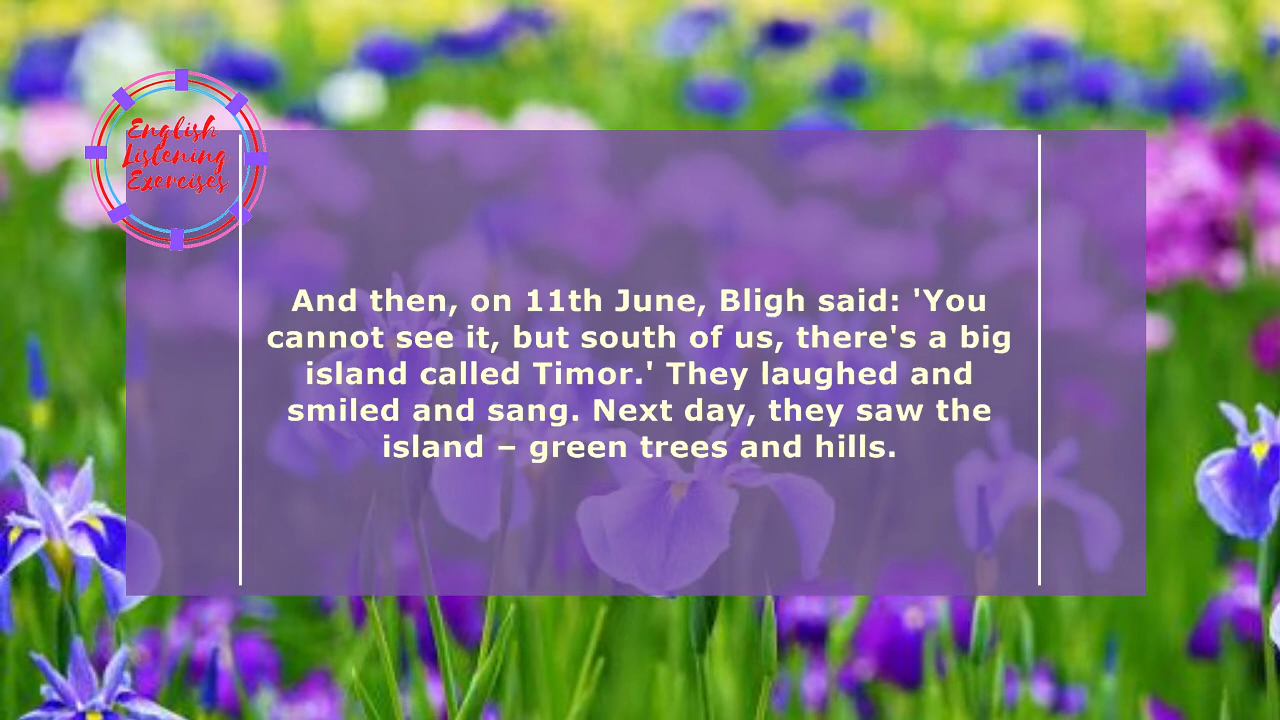 English
Listening
Exercises
And then, on 11th June, Bligh said: 'You
cannot see it, but south of us, there's a big
island called Timor.' They laughed and
smiled and sang. Next day, they saw the
island – green trees and hills.